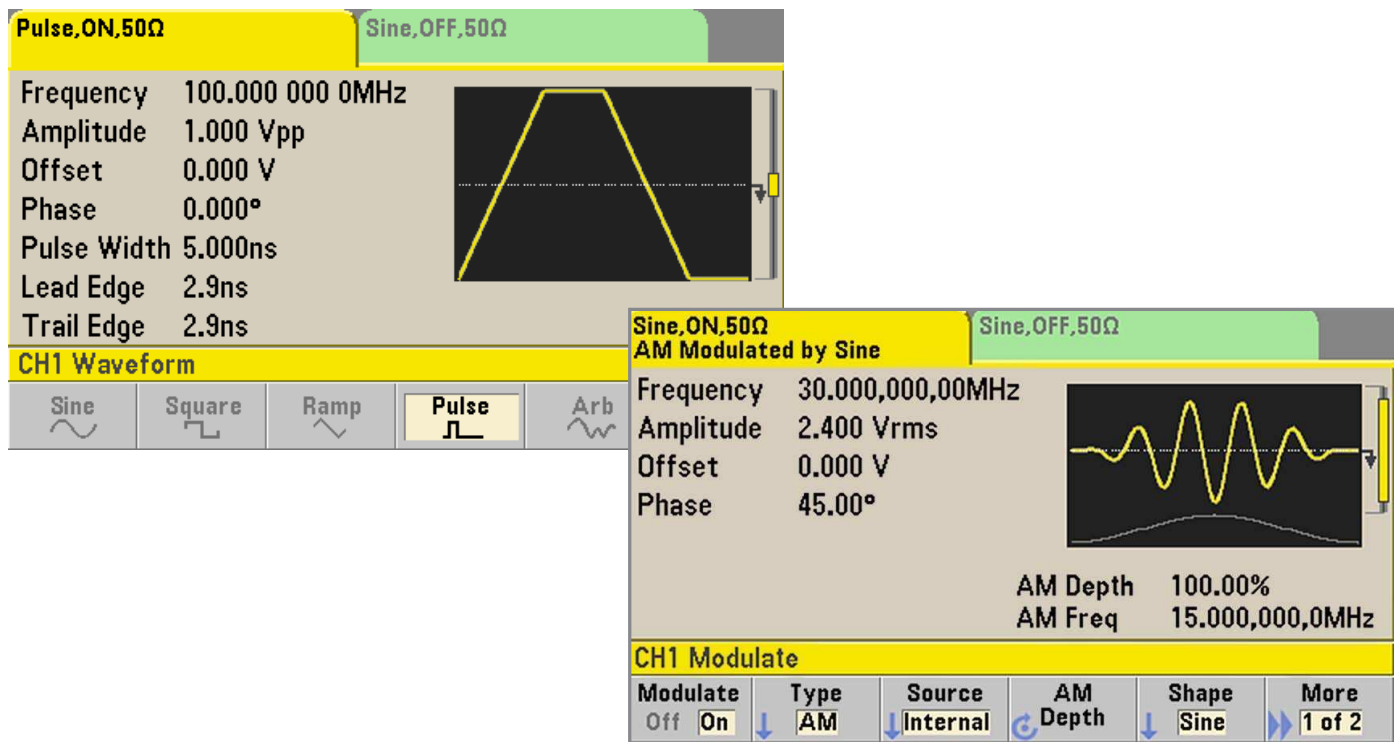 Pulse,ON,50Ω
Sine,OFF,50Ω
Frequency 100.000 000 0MHz
Amplitude 1.000 Vpp
Offset 0.000 V
Phase 0.000°
Pulse Width 5.000ns
Lead Edge 2.9ns
Trail Edge 2.9ns
CH1 Waveform
Sine Square Ramp Pulse Arb
Sine,ON,50Ω
AM Modulated by Sine
Sine,OFF,50Ω
Frequency 30.000,000,00MHz
Amplitude 2.400 Vrms
Offset 0.000 V
Phase 45.00°
AM Depth 100.00%
AM Freq 15.000,000,0MHz
CH1 Modulate
Modulate Type Source AM Shape More
Off On AM Internal Depth Sine 1 of 2